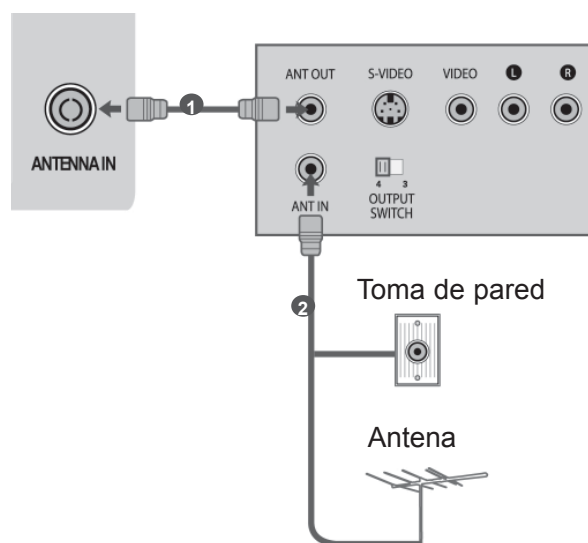 ANT OUT S-VIDEO VIDEO L R
1
ANTENNA IN
4 3
ANT IN
OUTPUT
SWITCH
2
Toma de pared
Antena